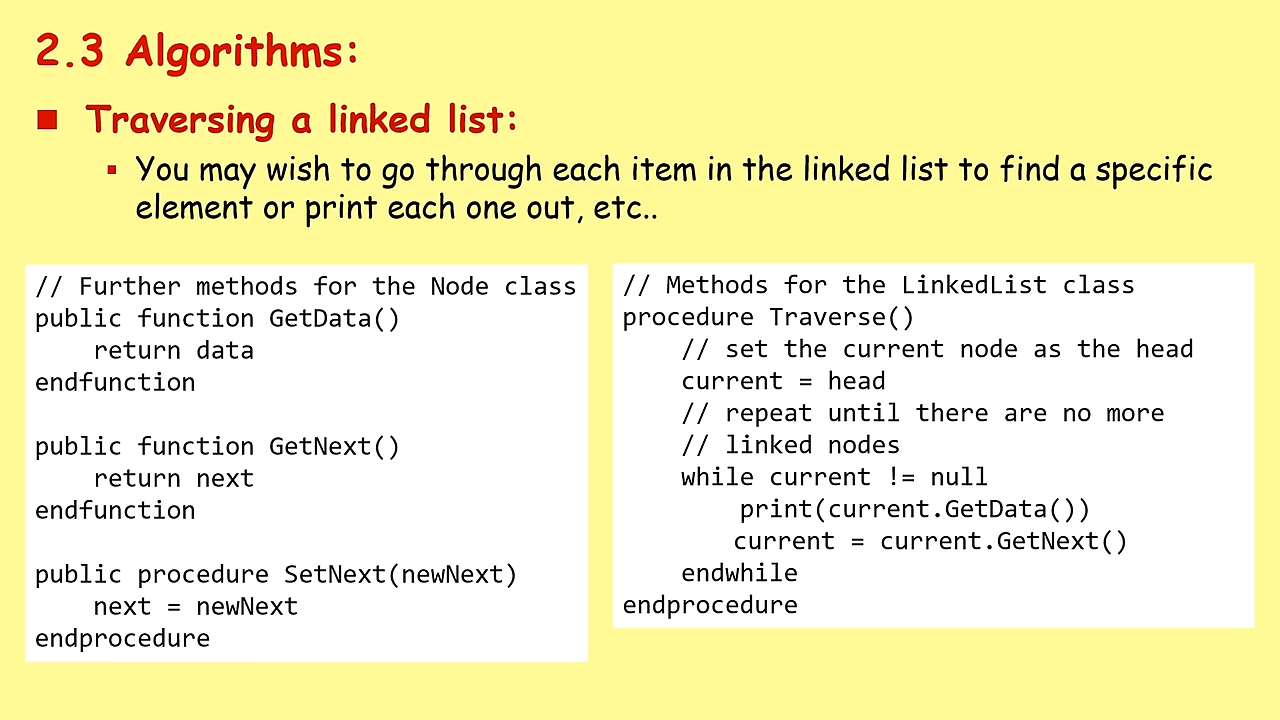 2.3 Algorithms:
Traversing a linked list:
You may wish to go through each item in the linked list to find a specific
element or print each one out, etc..
// Further methods for the Node class
public function GetData()
    return data
endfunction

public function GetNext()
    return next
endfunction

public procedure SetNext(newNext)
    next = newNext
endprocedure
// Methods for the LinkedList class
procedure Traverse()
    // set the current node as the head
    current = head
    // repeat until there are no more
    // linked nodes
    while current != null
        print(current.GetData())
        current = current.GetNext()
    endwhile
endprocedure